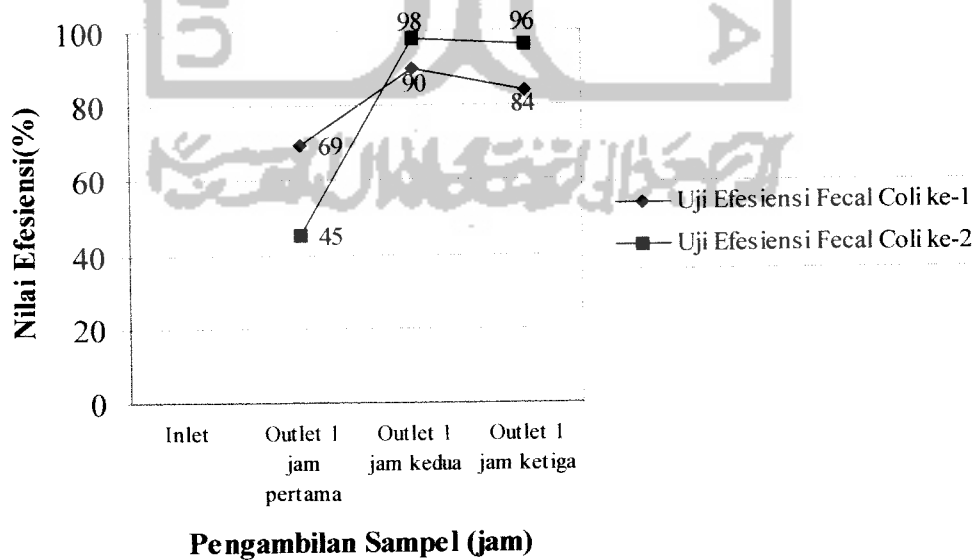 Nilai Efesiensi(%)
100
80
60
40
20
0
98
96
90
84
69
45
Inlet
Outlet 1
jam
pertama
Outlet 1
jam kedua
Outlet 1
jam ketiga
Pengambilan Sampel (jam)
Uji Efesiensi Fecal Coli ke-1
Uji Efesiensi Fecal Coli ke-2